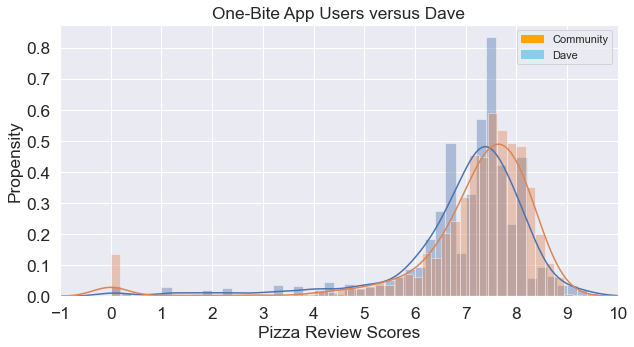 One-Bite App Users versus Dave
Community
Dave
Propensity
0.8
0.7
0.6
0.5
0.4
0.3
0.2
0.1
0.0
−1 0 1 2 3 4 5 6 7 8 9 10
Pizza Review Scores